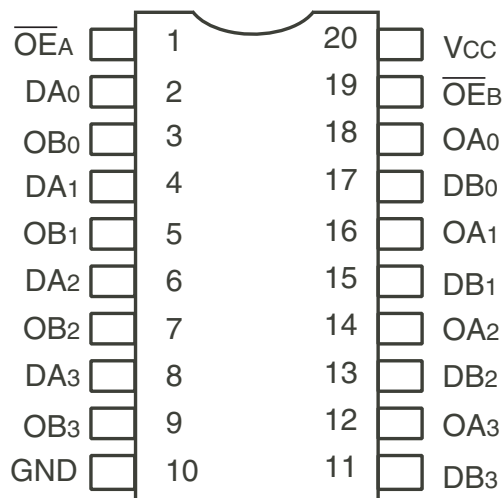 O̅E̅A 1 20 VCC
DA0 2 19 O̅E̅B
OB0 3 18 OA0
DA1 4 17 DB0
OB1 5 16 OA1
DA2 6 15 DB1
OB2 7 14 OA2
DA3 8 13 DB2
OB3 9 12 OA3
GND 10 11 DB3